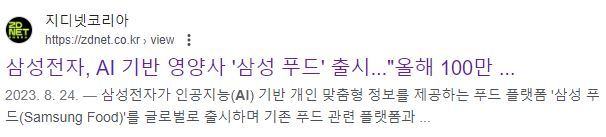 ZD
NET
KOREA
지디넷코리아
https://zdnet.co.kr › view
삼성전자, AI 기반 영양사 '삼성 푸드' 출시..."올해 100만 ...
2023. 8. 24. — 삼성전자가 인공지능(AI) 기반 개인 맞춤형 정보를 제공하는 푸드 플랫폼 '삼성 푸
드(Samsung Food)'를 글로벌로 출시하며 기존 푸드 관련 플랫폼과 ...